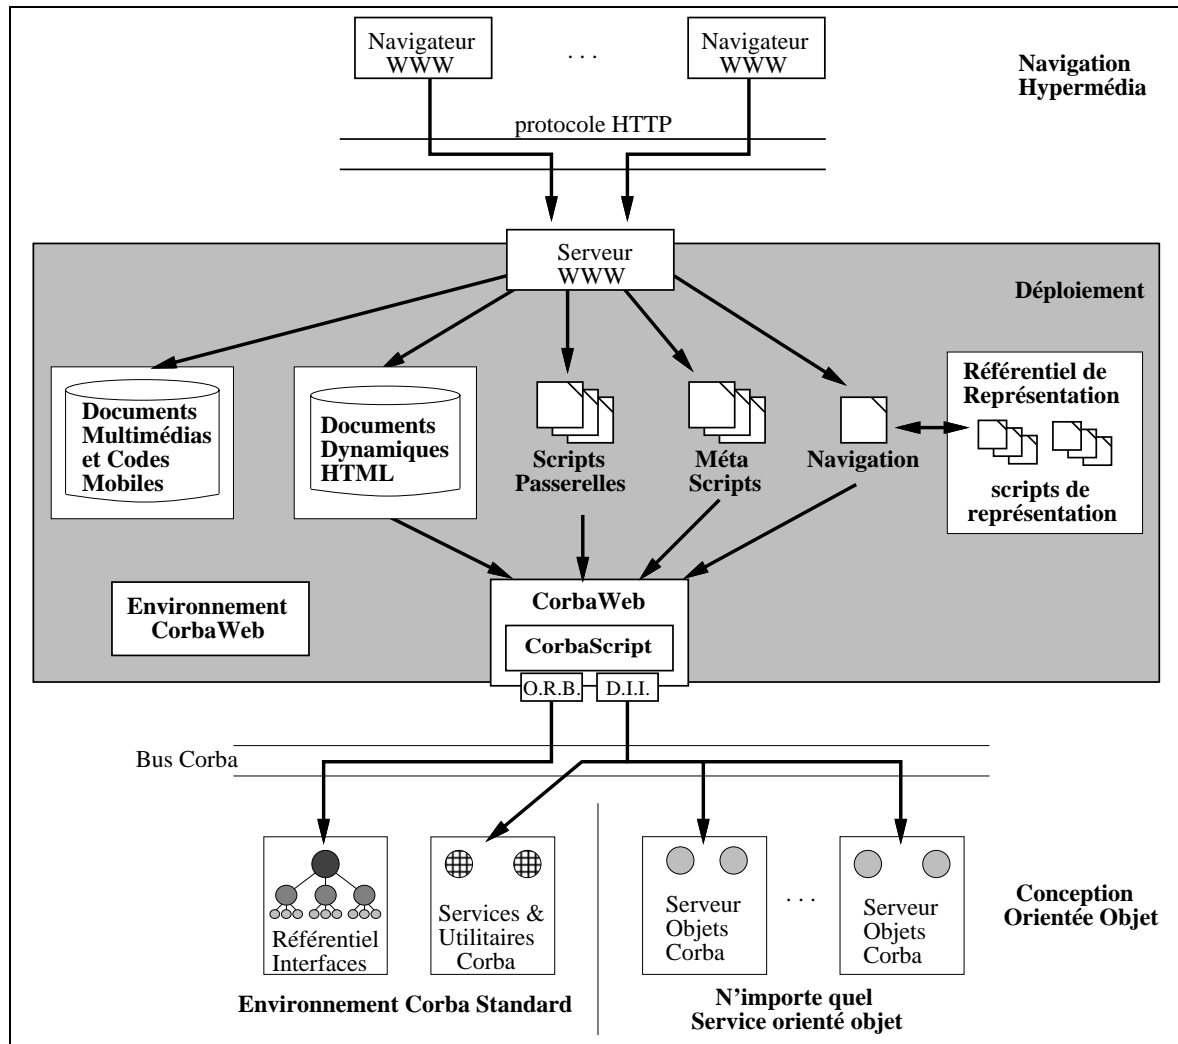 Navigateur
WWW
. . .
Navigateur
WWW
Navigation
Hypermédia
protocole HTTP
Serveur
WWW
Déploiement
Documents
Multimédias
et Codes
Mobiles
Documents
Dynamiques
HTML
Scripts
Passerelles
Méta
Scripts
Navigation
Référentiel de
Représentation
scripts de
représentation
Environnement
CorbaWeb
CorbaWeb
CorbaScript
O.R.B.
D.I.I.
Bus Corba
Référentiel
Interfaces
Services &
Utilitaires
Corba
Serveur
Objets
Corba
. . .
Serveur
Objets
Corba
Conception
Orientée Objet
Environnement Corba Standard
N'importe quel
Service orienté objet